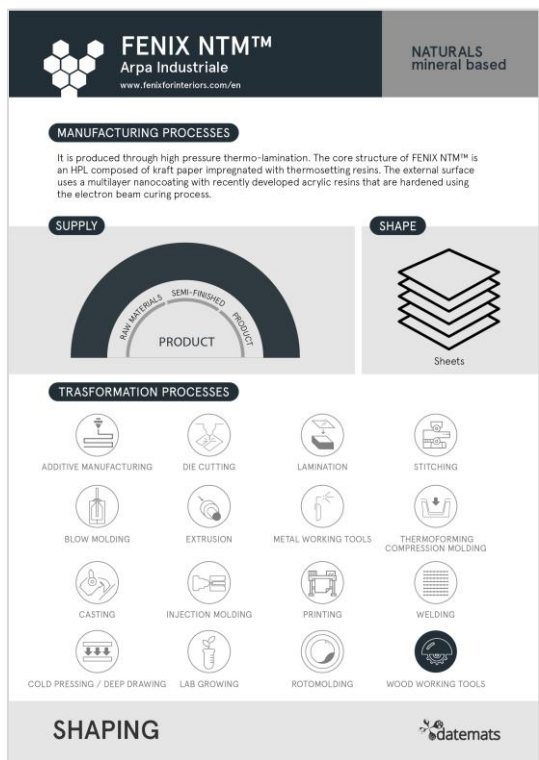 FENIX NTM™
Arpa Industriale
www.fenixforinteriors.com/en
NATURALS
mineral based
MANUFACTURING PROCESSES
It is produced through high pressure thermo-lamination. The core structure of FENIX NTM™ is
an HPL composed of kraft paper impregnated with thermosetting resins. The external surface
uses a multilayer nanocoating with recently developed acrylic resins that are hardened using
the electron beam curing process.
SUPPLY
RAW MATERIALS
SEMI-FINISHED
PRODUCT
PRODUCT
SHAPE
Sheets
TRASFORMATION PROCESSES
ADDITIVE MANUFACTURING
DIE CUTTING
LAMINATION
STITCHING
BLOW MOLDING
EXTRUSION
METAL WORKING TOOLS
THERMOFORMING
COMPRESSION MOLDING
CASTING
INJECTION MOLDING
PRINTING
WELDING
COLD PRESSING / DEEP DRAWING
LAB GROWING
ROTOMOLDING
WOOD WORKING TOOLS
SHAPING
datemats